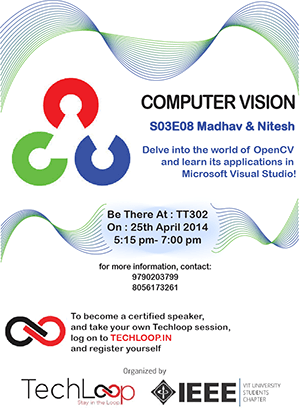 COMPUTER VISION
S03E08 Madhav & Nitesh
Delve into the world of OpenCV
and learn its applications in
Microsoft Visual Studio!
Be There At : TT302
On : 25th April 2014
5:15 pm- 7:00 pm
for more information, contact:
9790203799
8056173261
To become a certified speaker,
and take your own Techloop session,
log on to TECHLOOP.IN
and register yourself
Organized by
TechLoop
Stay in the Loop
IEEE
VIT UNIVERSITY
STUDENTS
CHAPTER